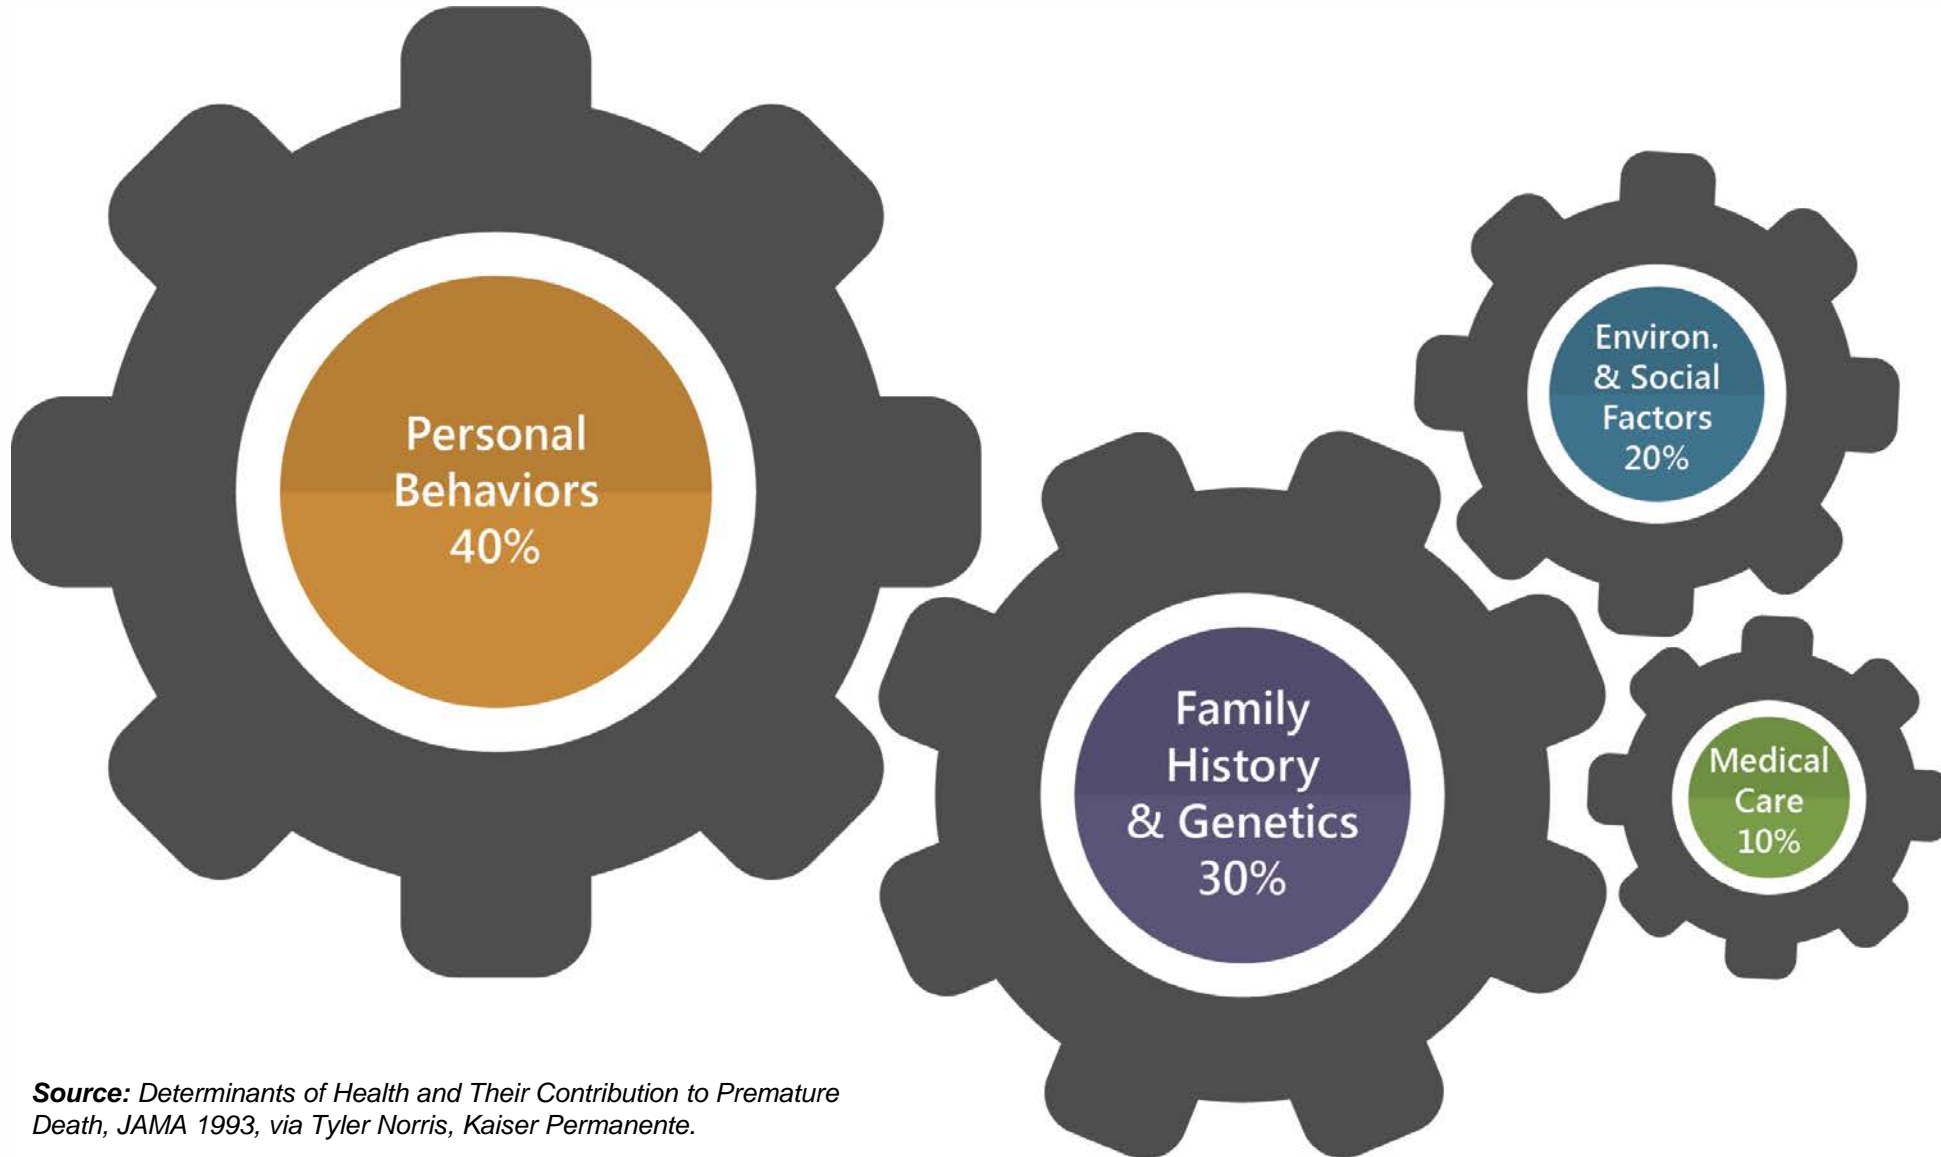 Personal
Behaviors
40%
Family
History
& Genetics
30%
Environ.
& Social
Factors
20%
Medical
Care
10%
Source: Determinants of Health and Their Contribution to Premature
Death, JAMA 1993, via Tyler Norris, Kaiser Permanente.